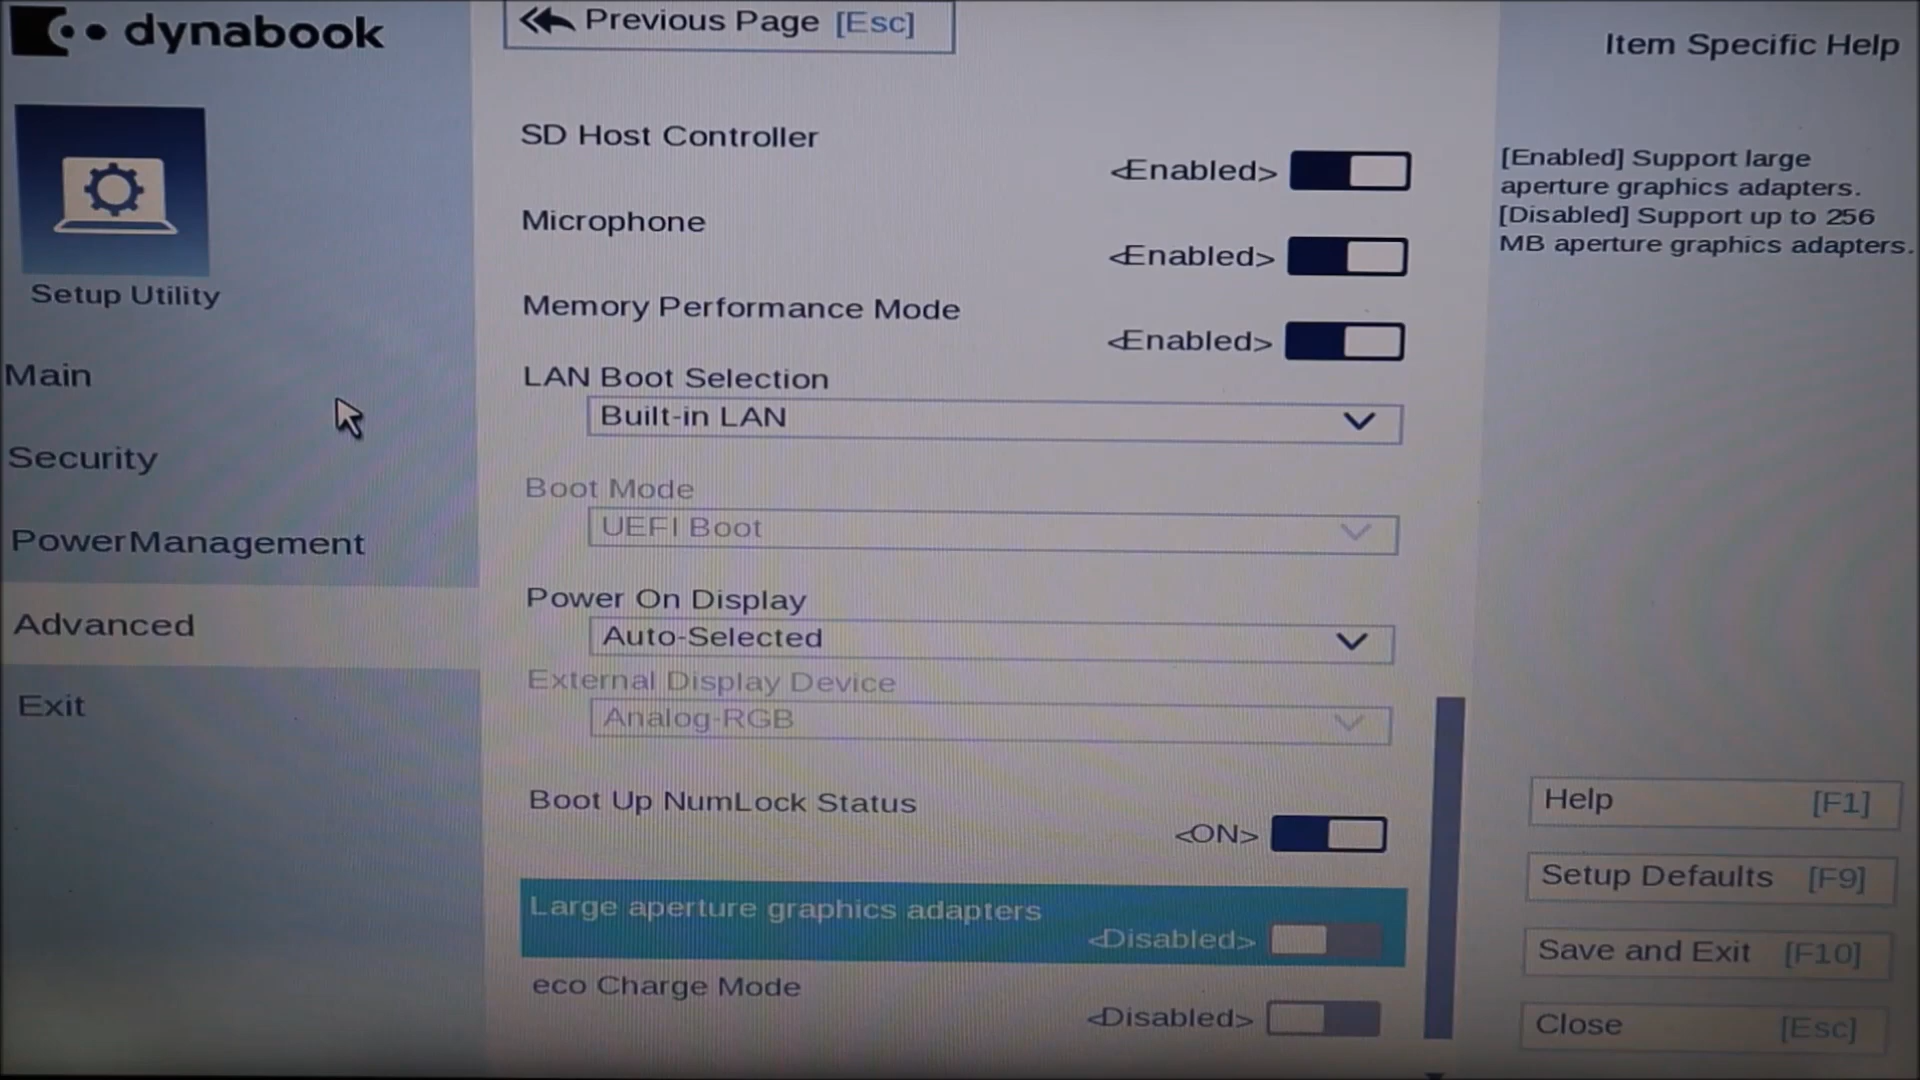 dynabook
Setup Utility
Main
Security
PowerManagement
Advanced
Exit
Previous Page [Esc]
SD Host Controller
<Enabled>
Microphone
<Enabled>
Memory Performance Mode
<Enabled>
LAN Boot Selection
Built-in LAN
Boot Mode
UEFI Boot
Power On Display
Auto-Selected
External Display Device
Analog-RGB
Boot Up NumLock Status
<ON>
Large aperture graphics adapters
<Disabled>
eco Charge Mode
<Disabled>
Item Specific Help
[Enabled] Support large
aperture graphics adapters.
[Disabled] Support up to 256
MB aperture graphics adapters.
Help [F1]
Setup Defaults [F9]
Save and Exit [F10]
Close [Esc]